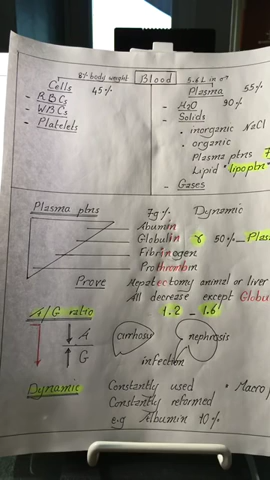 8% body weight Blood 5.6 L in ♂
Cells 45%
- RBCs
- WBCs
- Platelets
Plasma 55%
- H2O 90%
- Solids
• inorganic NaCl
• organic
Plasma ptns 7
Lipid "lipoptn"
- Gases
Plasma ptns 7g% Dynamic
Abumin
Globulin γ 50% Plas
Fibrinogen
Prothrombin
Prove Hepatectomy animal or liver
All decrease except Globu
A/G ratio 1.2 - 1.6
↓ A
↑ G
cirrhosis nephrosis
infection
Dynamic Constantly used • Macro
Constantly reformed
e.g Albumin 10%